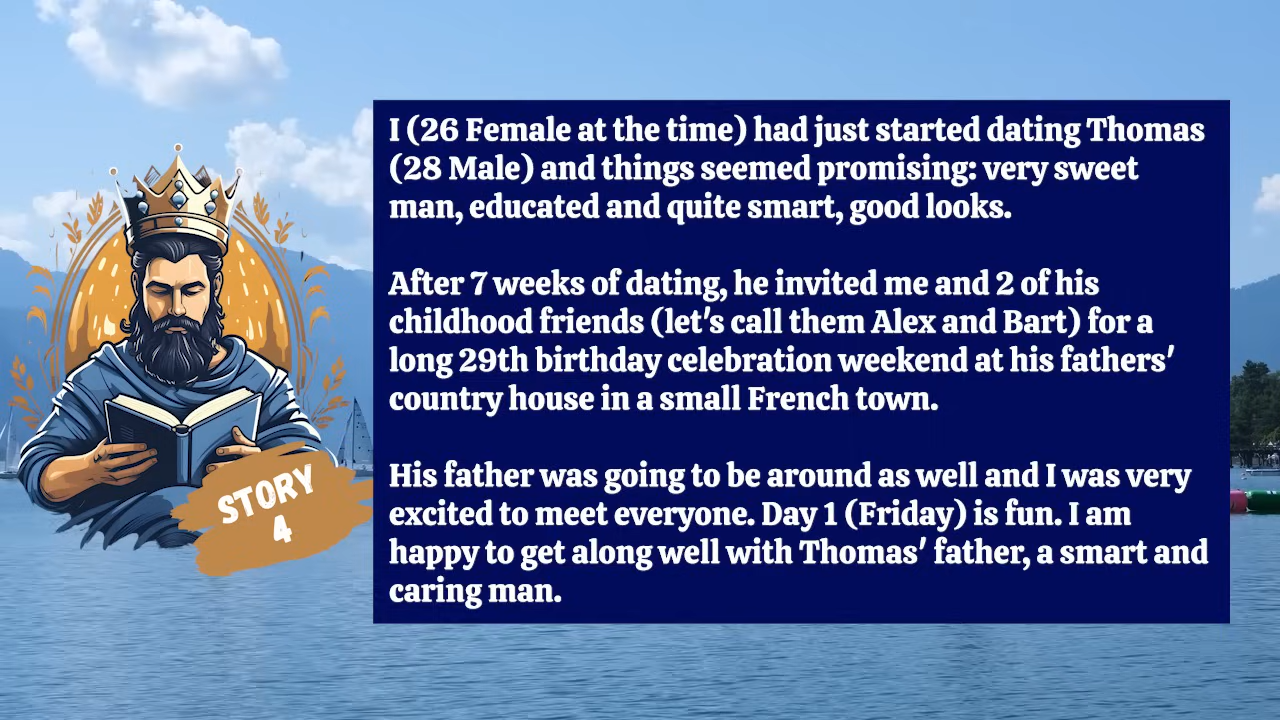 I (26 Female at the time) had just started dating Thomas
(28 Male) and things seemed promising: very sweet
man, educated and quite smart, good looks.
After 7 weeks of dating, he invited me and 2 of his
childhood friends (let's call them Alex and Bart) for a
long 29th birthday celebration weekend at his fathers'
country house in a small French town.
His father was going to be around as well and I was very
excited to meet everyone. Day 1 (Friday) is fun. I am
happy to get along well with Thomas' father, a smart and
caring man.
STORY
4